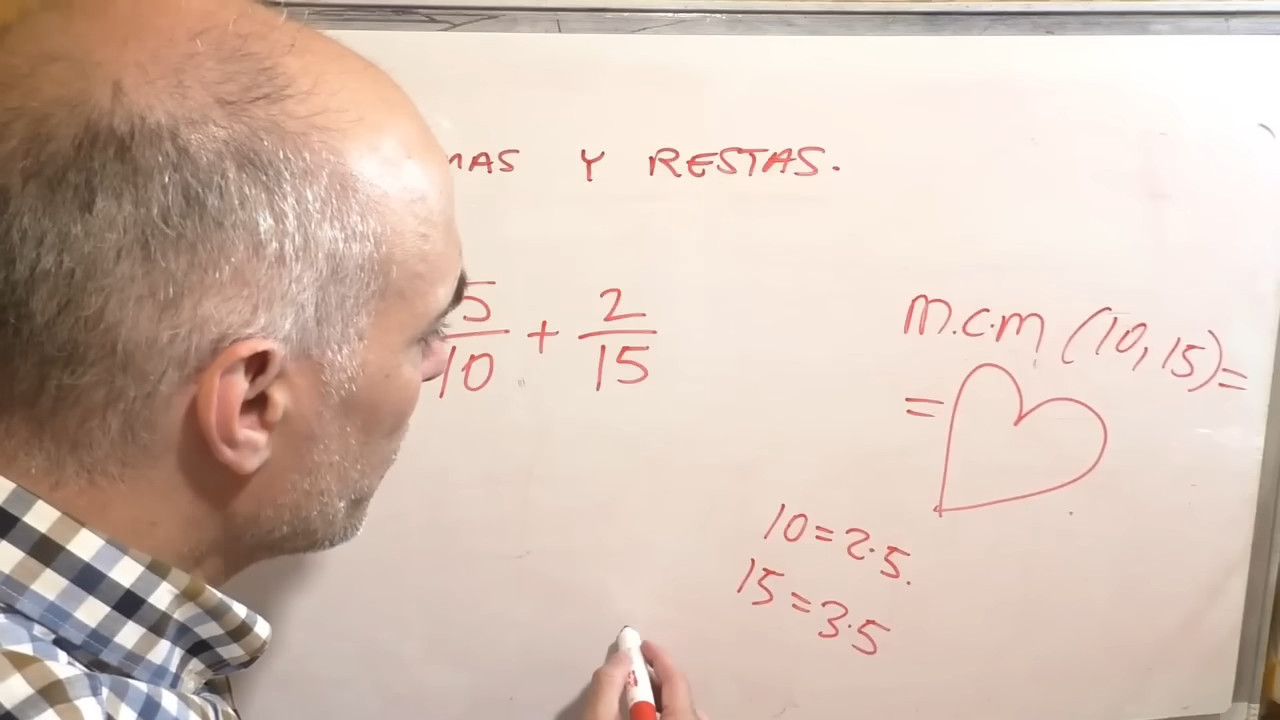 MAS Y RESTAS.
5/10 + 2/15
m.c.m (10, 15) =
=
10 = 2·5.
15 = 3·5